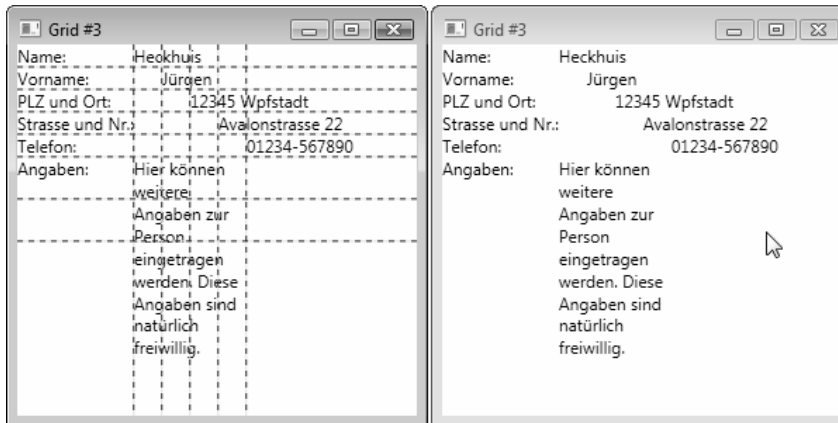 Grid #3
Name: Heckhuis
Vorname: Jürgen
PLZ und Ort: 12345 Wpfstadt
Strasse und Nr.: Avalonstrasse 22
Telefon: 01234-567890
Angaben: Hier können
weitere
Angaben zur
Person
eingetragen
werden. Diese
Angaben sind
natürlich
freiwillig.
Grid #3
Name: Heckhuis
Vorname: Jürgen
PLZ und Ort: 12345 Wpfstadt
Strasse und Nr.: Avalonstrasse 22
Telefon: 01234-567890
Angaben: Hier können
weitere
Angaben zur
Person
eingetragen
werden. Diese
Angaben sind
natürlich
freiwillig.